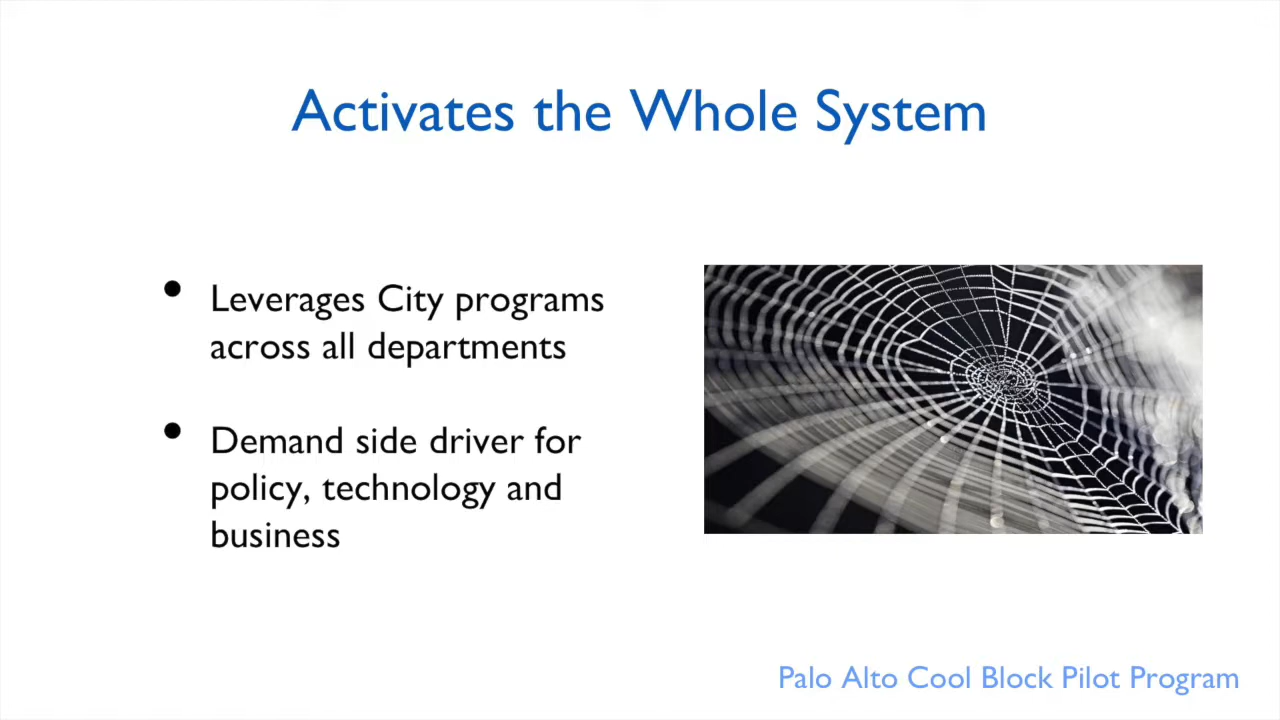 Activates the Whole System
• Leverages City programs
across all departments
• Demand side driver for
policy, technology and
business
Palo Alto Cool Block Pilot Program